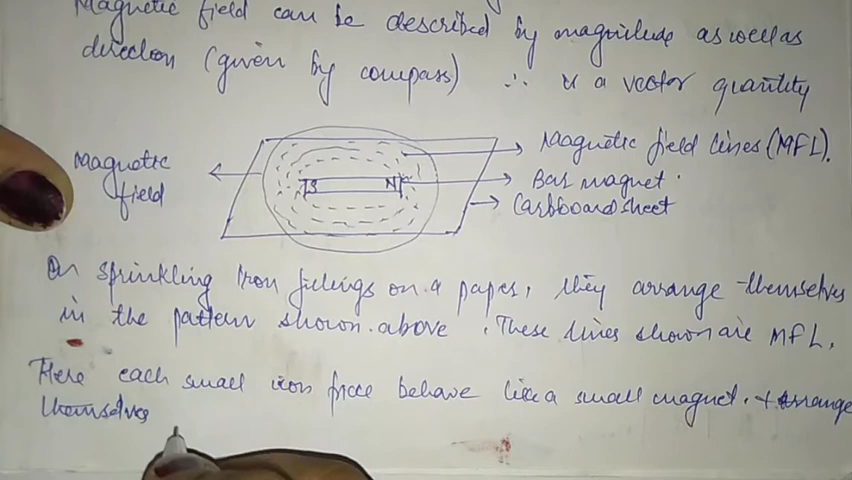 Magnetic field can be described by magnitude as well as
direction (given by compass) ∴ is a vector quantity
Magnetic
field
S N
Magnetic field lines (MFL).
Bar magnet.
Cardboard sheet
On sprinkling iron filings on a paper, they arrange themselves
in the pattern shown above. These lines shown are MFL.
Here each small iron piece behave like a small magnet. + arrange
themselves